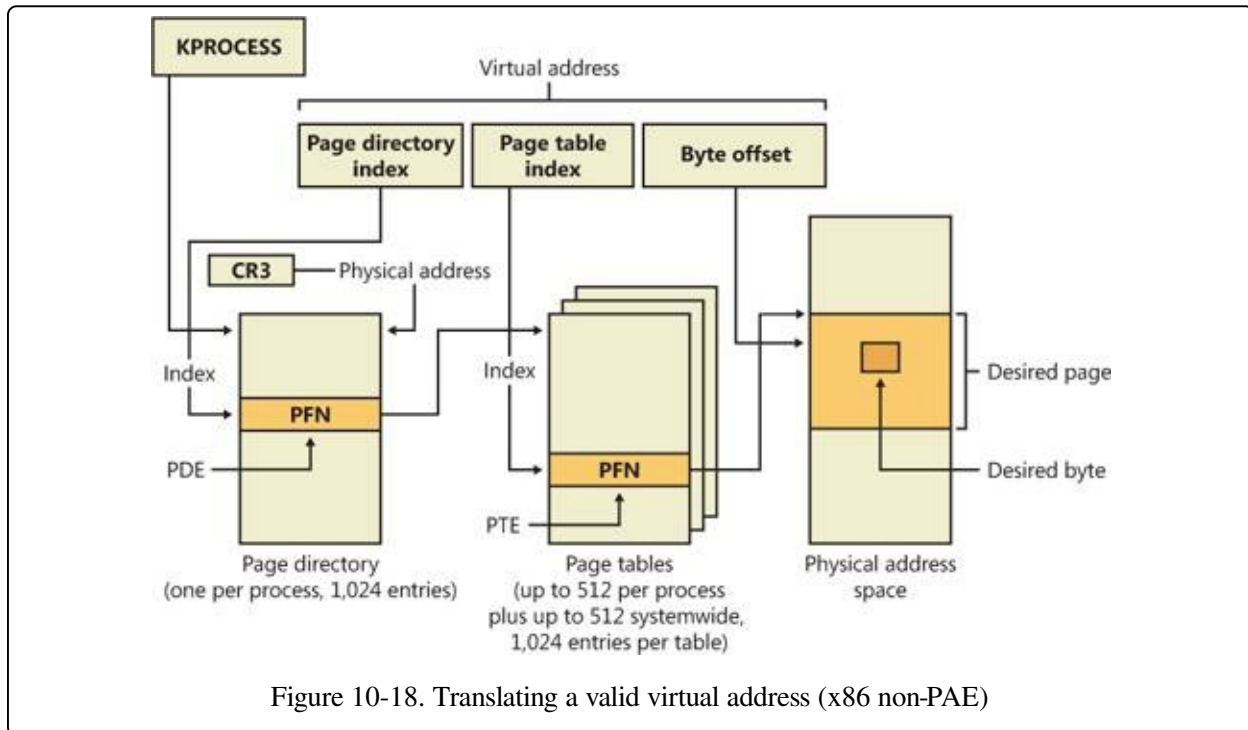 KPROCESS
Virtual address
Page directory
index
Page table
index
Byte offset
CR3
Physical address
Index
Index
PFN
PDE
PFN
PTE
Desired page
Desired byte
Page directory
(one per process, 1,024 entries)
Page tables
(up to 512 per process
plus up to 512 systemwide,
1,024 entries per table)
Physical address
space
Figure 10-18. Translating a valid virtual address (x86 non-PAE)